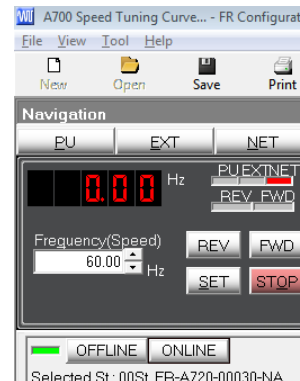 A700 Speed Tuning Curve... - FR Configurat
File View Tool Help
New Open Save Print
Navigation
PU EXT NET
0.00 Hz PU EXT NET
REV FWD
Frequency(Speed)
60.00 Hz
REV FWD
SET STOP
OFFLINE ONLINE
Selected St.: 00St. FR-A720-00030-NA